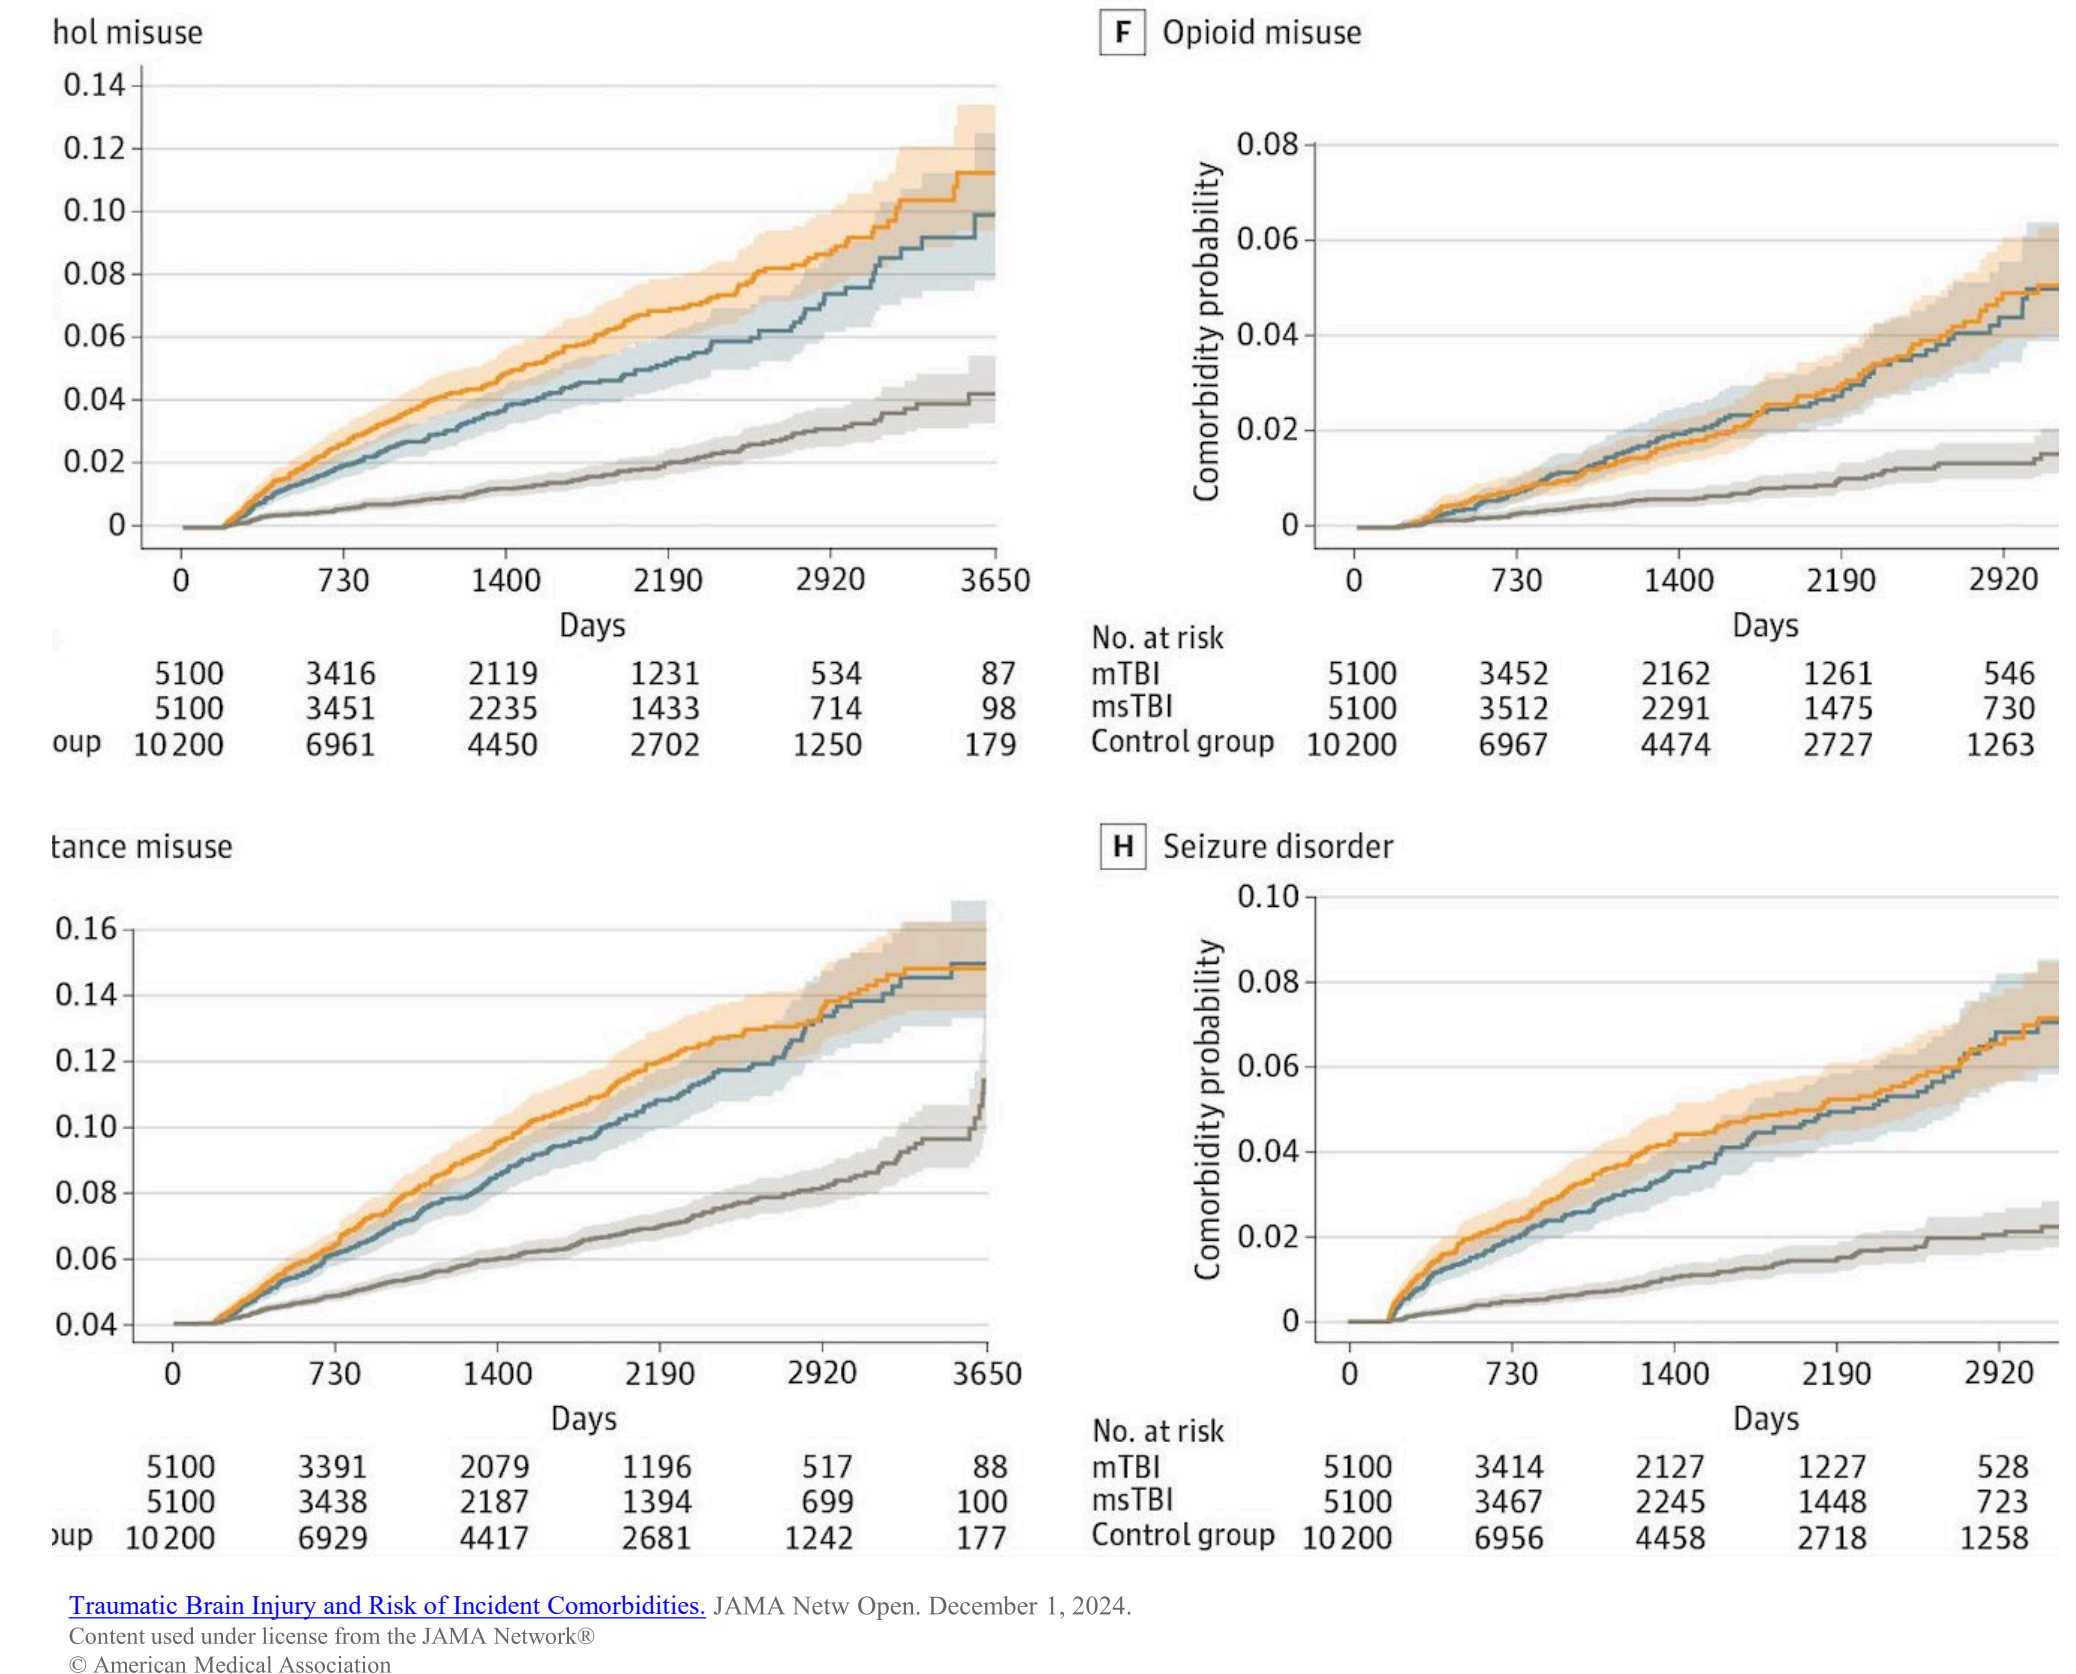 hol misuse
0.14
0.12
0.10
0.08
0.06
0.04
0.02
0
0 730 1400 2190 2920 3650
Days
5100 3416 2119 1231 534 87
5100 3451 2235 1433 714 98
oup 10200 6961 4450 2702 1250 179
F Opioid misuse
Comorbidity probability
0.08
0.06
0.04
0.02
0
0 730 1400 2190 2920
Days
No. at risk
mTBI 5100 3452 2162 1261 546
msTBI 5100 3512 2291 1475 730
Control group 10200 6967 4474 2727 1263
tance misuse
0.16
0.14
0.12
0.10
0.08
0.06
0.04
0 730 1400 2190 2920 3650
Days
5100 3391 2079 1196 517 88
5100 3438 2187 1394 699 100
oup 10200 6929 4417 2681 1242 177
H Seizure disorder
Comorbidity probability
0.10
0.08
0.06
0.04
0.02
0
0 730 1400 2190 2920
Days
No. at risk
mTBI 5100 3414 2127 1227 528
msTBI 5100 3467 2245 1448 723
Control group 10200 6956 4458 2718 1258
Traumatic Brain Injury and Risk of Incident Comorbidities. JAMA Netw Open. December 1, 2024.
Content used under license from the JAMA Network®
© American Medical Association